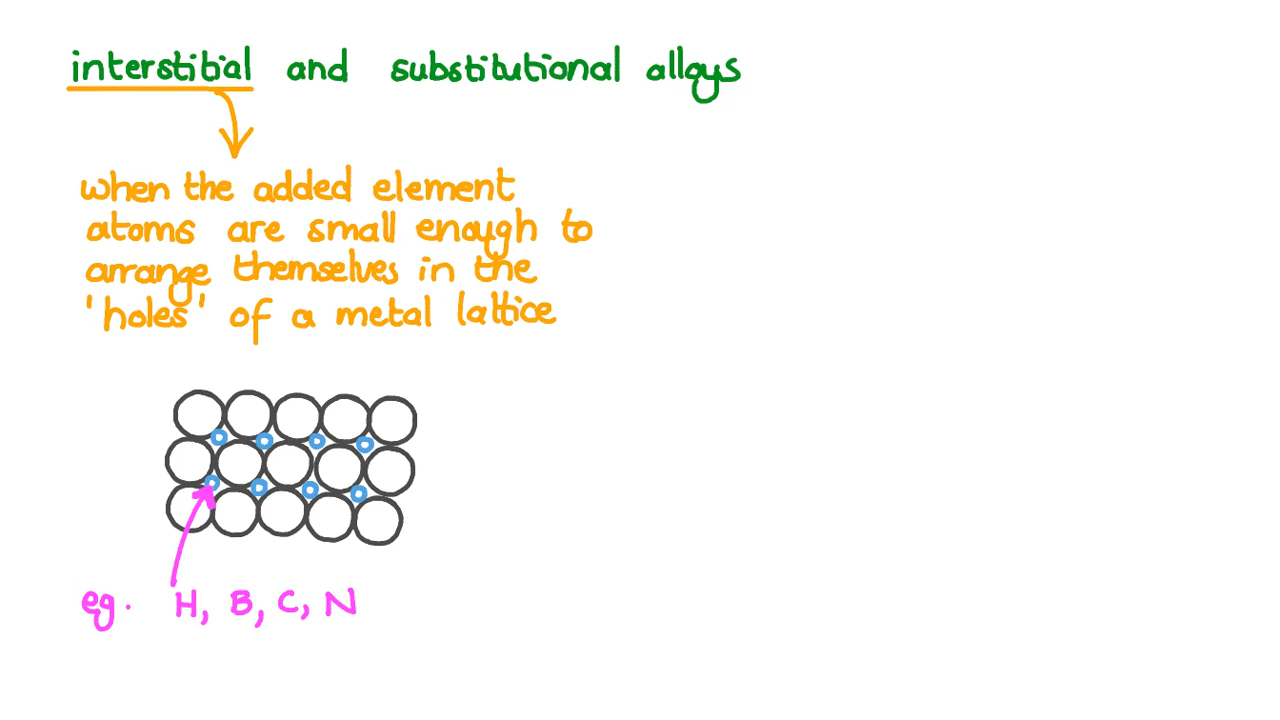 interstitial and substitutional alloys
when the added element
atoms are small enough to
arrange themselves in the
'holes' of a metal lattice
eg. H, B, C, N